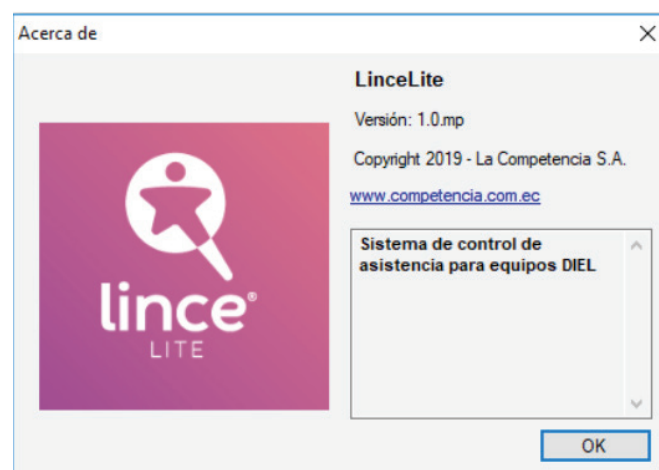 Acerca de
LinceLite
Versión: 1.0.mp
Copyright 2019 - La Competencia S.A.
www.competencia.com.ec
Sistema de control de
asistencia para equipos DIEL
lince®
LITE
OK